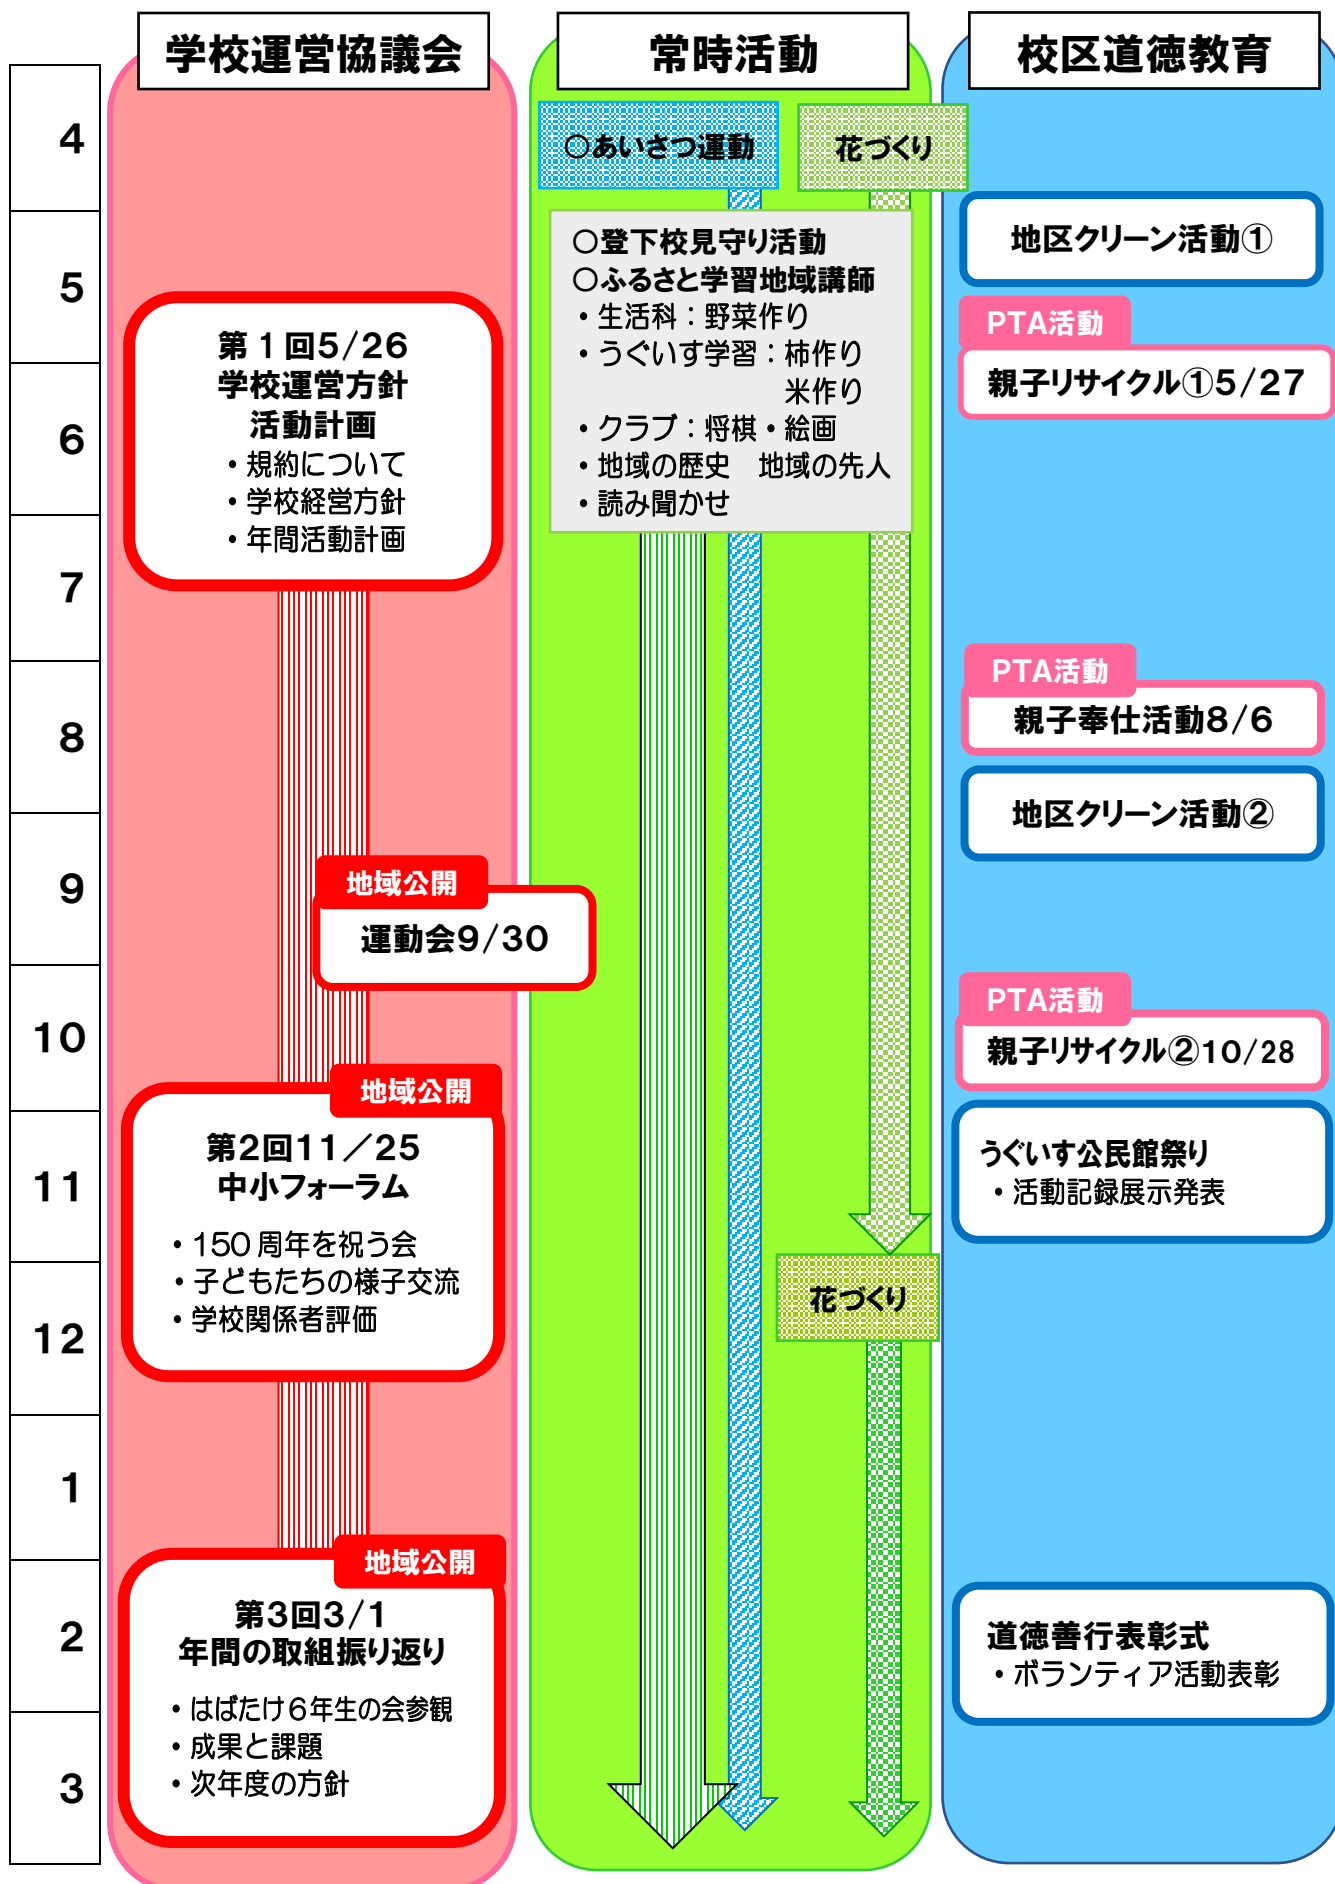 学校運営協議会
常時活動
校区道徳教育
4
5
6
7
8
9
10
11
12
1
2
3
第1回5/26
学校運営方針
活動計画
・規約について
・学校経営方針
・年間活動計画
地域公開
運動会9/30
地域公開
第2回11／25
中小フォーラム
・150周年を祝う会
・子どもたちの様子交流
・学校関係者評価
地域公開
第3回3/1
年間の取組振り返り
・はばたけ6年生の会参観
・成果と課題
・次年度の方針
○あいさつ運動
花づくり
○登下校見守り活動
○ふるさと学習地域講師
・生活科：野菜作り
・うぐいす学習：柿作り
米作り
・クラブ：将棋・絵画
・地域の歴史　地域の先人
・読み聞かせ
花づくり
地区クリーン活動①
PTA活動
親子リサイクル①5/27
PTA活動
親子奉仕活動8/6
地区クリーン活動②
PTA活動
親子リサイクル②10/28
うぐいす公民館祭り
・活動記録展示発表
道徳善行表彰式
・ボランティア活動表彰